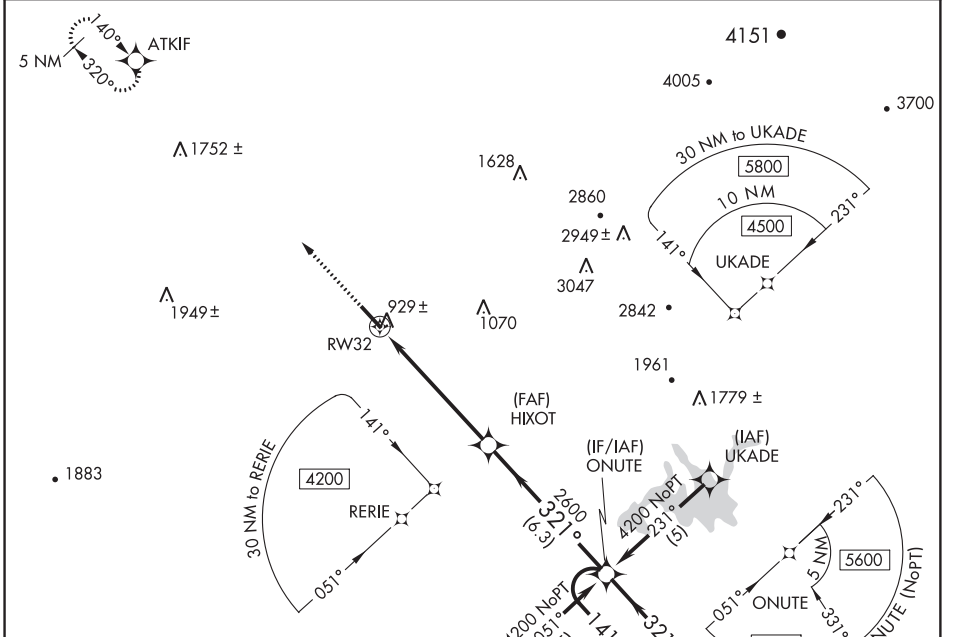 140°
ATKIF
5 NM
320°
4151
4005
3700
1752 ±
1628
30 NM to UKADE
5800
10 NM
4500
231°
141°
UKADE
2860
2949 ±
3047
2842
1949 ±
929 ±
RW32
1070
1961
1779 ±
(FAF)
HIXOT
(IF/IAF)
ONUTE
(IAF)
UKADE
1883
30 NM to RERIE
4200
141°
RERIE
051°
2600
321°
(6.3)
4200 NoPT
231°
(5)
231°
5 NM
5600
051°
ONUTE
331°
4200 NoPT
051°
141°